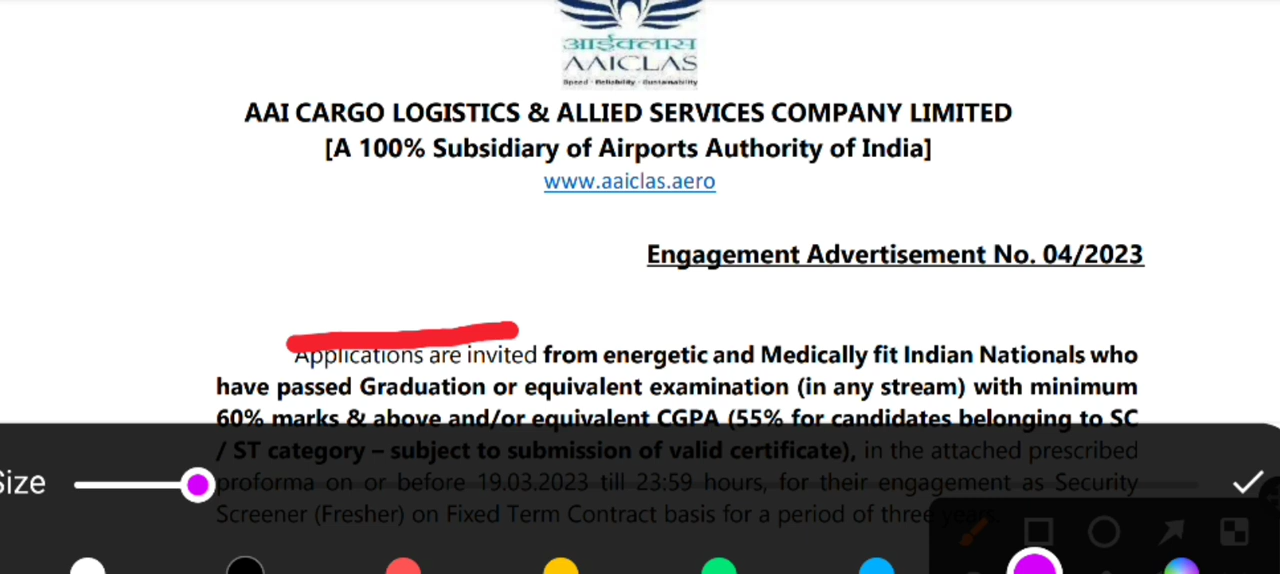 आईक्लास
AAICLAS
Speed - Reliability - Sustainability
AAI CARGO LOGISTICS & ALLIED SERVICES COMPANY LIMITED
[A 100% Subsidiary of Airports Authority of India]
www.aaiclas.aero
Engagement Advertisement No. 04/2023
Applications are invited from energetic and Medically fit Indian Nationals who
have passed Graduation or equivalent examination (in any stream) with minimum
60% marks & above and/or equivalent CGPA (55% for candidates belonging to SC
/ ST category – subject to submission of valid certificate), in the attached prescribed
Size
proforma on or before 19.03.2023 till 23:59 hours, for their engagement as Security
Screener (Fresher) on Fixed Term Contract basis for a period of three years.